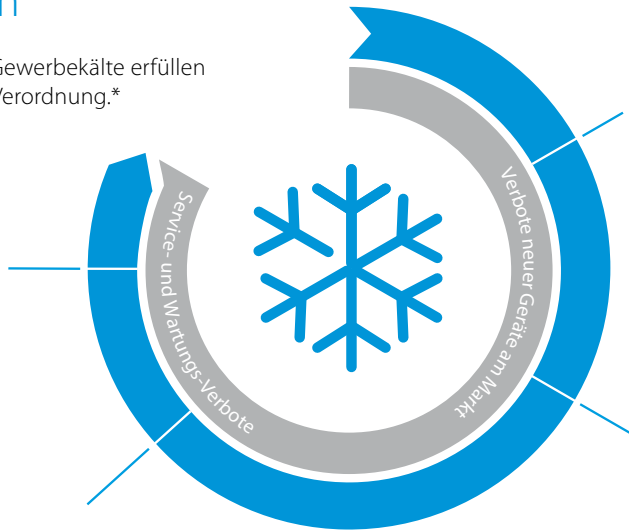 Gewerbekälte erfüllen
Verordnung.*
Verbote neuer Geräte am Markt
Service- und Wartungs-Verbote